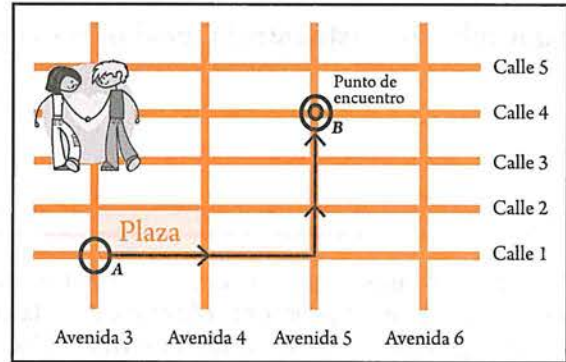 Calle 5
Punto de
encuentro
Calle 4
B
Calle 3
Calle 2
Plaza
Calle 1
A
Avenida 3 Avenida 4 Avenida 5 Avenida 6